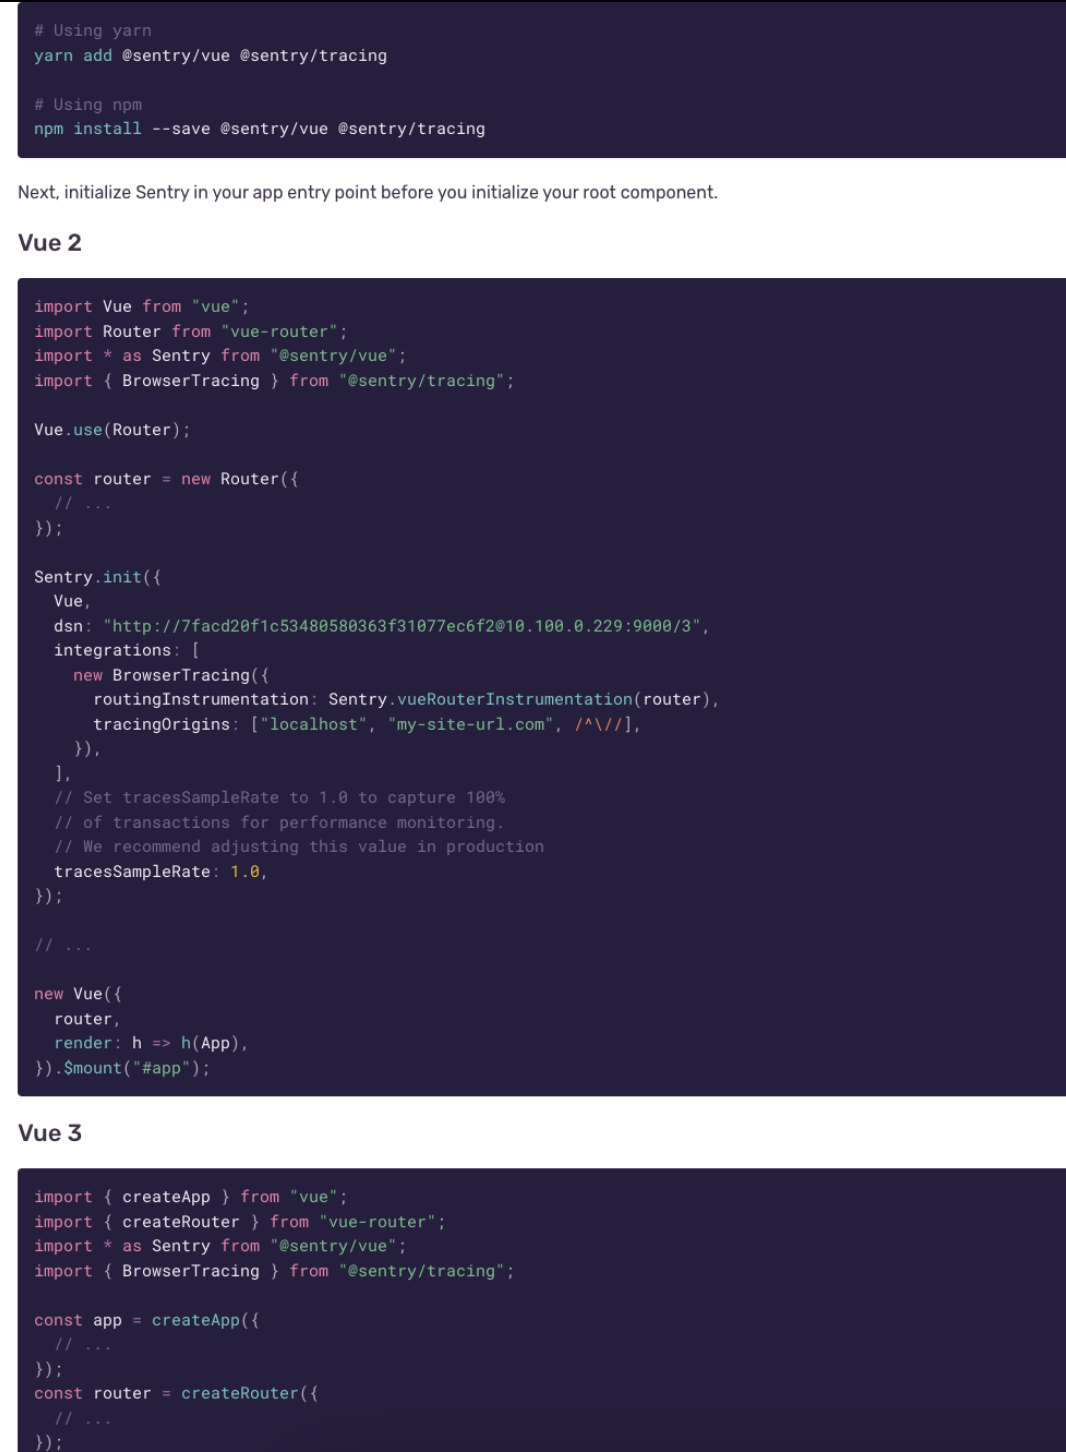 # Using yarn
yarn add @sentry/vue @sentry/tracing
# Using npm
npm install --save @sentry/vue @sentry/tracing
Next, initialize Sentry in your app entry point before you initialize your root component.
Vue 2
import Vue from "vue";
import Router from "vue-router";
import * as Sentry from "@sentry/vue";
import { BrowserTracing } from "@sentry/tracing";
Vue.use(Router);
const router = new Router({
  // ...
});
Sentry.init({
  Vue,
  dsn: "http://7facd20f1c53480580363f31077ec6f2@10.100.0.229:9000/3",
  integrations: [
    new BrowserTracing({
      routingInstrumentation: Sentry.vueRouterInstrumentation(router),
      tracingOrigins: ["localhost", "my-site-url.com", /^\//],
    }),
  ],
  // Set tracesSampleRate to 1.0 to capture 100%
  // of transactions for performance monitoring.
  // We recommend adjusting this value in production
  tracesSampleRate: 1.0,
});
// ...
new Vue({
  router,
  render: h => h(App),
}).$mount("#app");
Vue 3
import { createApp } from "vue";
import { createRouter } from "vue-router";
import * as Sentry from "@sentry/vue";
import { BrowserTracing } from "@sentry/tracing";
const app = createApp({
  // ...
});
const router = createRouter({
  // ...
});